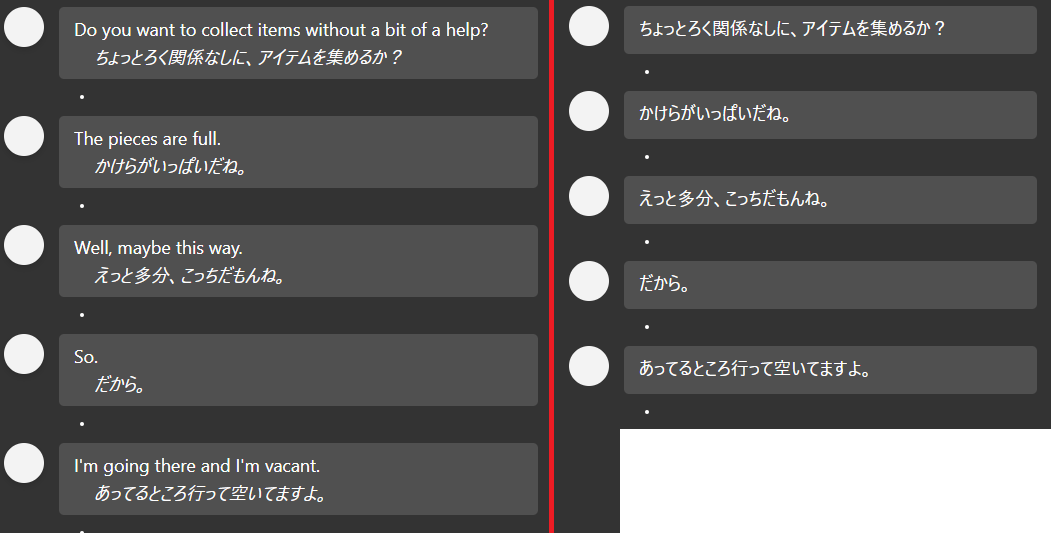 Do you want to collect items without a bit of a help?
ちょっとろく関係なしに、アイテムを集めるか？
The pieces are full.
かけらがいっぱいだね。
Well, maybe this way.
えっと多分、こっちだもんね。
So.
だから。
I'm going there and I'm vacant.
あってるところ行って空いてますよ。
ちょっとろく関係なしに、アイテムを集めるか？
かけらがいっぱいだね。
えっと多分、こっちだもんね。
だから。
あってるところ行って空いてますよ。